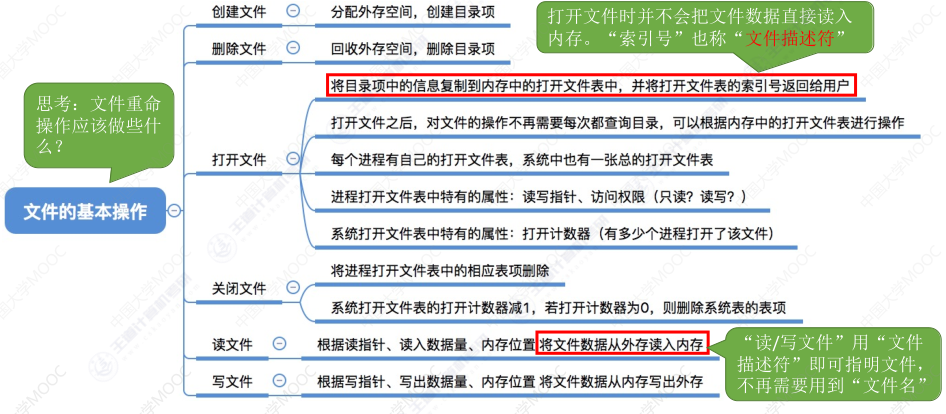 创建文件
分配外存空间，创建目录项
打开文件时并不会把文件数据直接读入
内存。“索引号”也称“文件描述符”
删除文件
回收外存空间，删除目录项
将目录项中的信息复制到内存中的打开文件表中，并将打开文件表的索引号返回给用户
思考：文件重命
操作应该做些什
么？
打开文件之后，对文件的操作不再需要每次都查询目录，可以根据内存中的打开文件表进行操作
打开文件
每个进程有自己的打开文件表，系统中也有一张总的打开文件表
进程打开文件表中特有的属性：读写指针、访问权限（只读？读写？）
文件的基本操作
系统打开文件表中特有的属性：打开计数器（有多少个进程打开了该文件）
将进程打开文件表中的相应表项删除
关闭文件
系统打开文件表的打开计数器减1，若打开计数器为0，则删除系统表的表项
读文件
根据读指针、读入数据量、内存位置 将文件数据从外存读入内存
“读/写文件”用“文件
描述符”即可指明文件，
不再需要用到“文件名”
写文件
根据写指针、写出数据量、内存位置 将文件数据从内存写出外存
中国大学MOOC